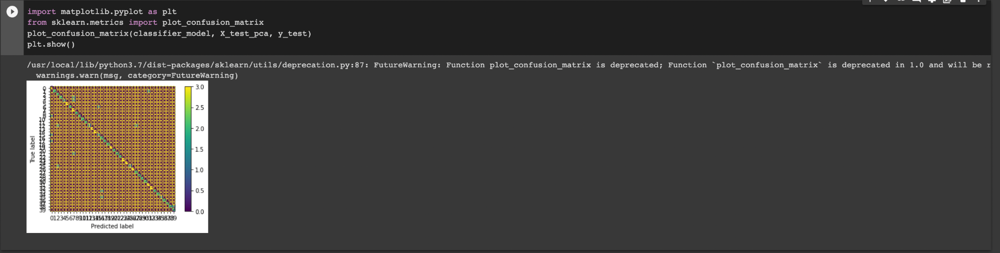 import matplotlib.pyplot as plt
from sklearn.metrics import plot_confusion_matrix
plot_confusion_matrix(classifier_model, X_test_pca, y_test)
plt.show()
/usr/local/lib/python3.7/dist-packages/sklearn/utils/deprecation.py:87: FutureWarning: Function plot_confusion_matrix is deprecated; Function `plot_confusion_matrix` is deprecated in 1.0 and will be r
warnings.warn(msg, category=FutureWarning)
True label
Predicted label
3.0
2.5
2.0
1.5
1.0
0.5
0.0